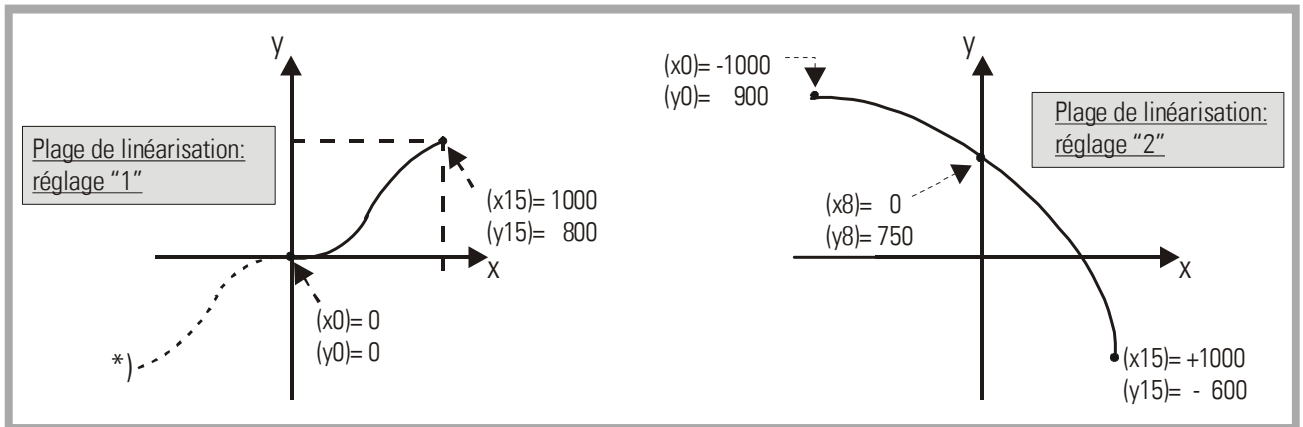 y
Plage de linéarisation:
réglage "1"
(x15)= 1000
(y15)= 800
x
(x0)= 0
(y0)= 0
*)
(x0)= -1000
(y0)= 900
y
Plage de linéarisation:
réglage "2"
(x8)= 0
(y8)= 750
x
(x15)= +1000
(y15)= - 600